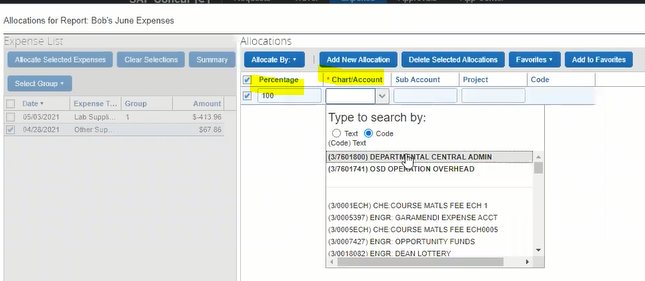 SAP Concur
Allocations for Report: Bob's June Expenses
Expense List
Allocate Selected Expenses Clear Selections Summary
Select Group ▾
Date ▾ Expense T... Group Amount
05/03/2021 Lab Suppli... 1 $-413.96
04/28/2021 Other Sup... $67.86
Allocations
Allocate By: ▾ Add New Allocation Delete Selected Allocations Favorites ▾ Add to Favorites
Percentage * Chart/Account Sub Account Project Code
100
Type to search by:
Text Code
(Code) Text
(3/7601800) DEPARTMENTAL CENTRAL ADMIN
(3/7601741) OSD OPERATION OVERHEAD
(3/0001ECH) CHE:COURSE MATLS FEE ECH 1
(3/0005397) ENGR: GARAMENDI EXPENSE ACCT
(3/0005ECH) CHE:COURSE MATLS FEE ECH0005
(3/0007427) ENGR: OPPORTUNITY FUNDS
(3/0018082) ENGR: DEAN LOTTERY